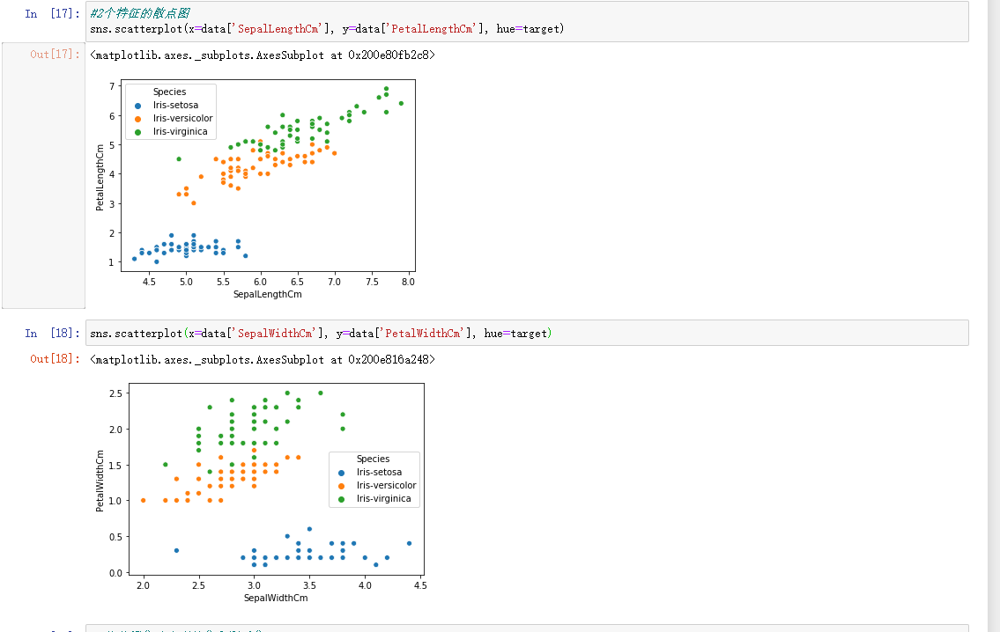 In [17]:
#2个特征的散点图
sns.scatterplot(x=data['SepalLengthCm'], y=data['PetalLengthCm'], hue=target)
Out[17]:
<matplotlib.axes._subplots.AxesSubplot at 0x200e80fb2c8>
7
6
5
4
3
2
1
PetalLengthCm
Species
Iris-setosa
Iris-versicolor
Iris-virginica
4.5 5.0 5.5 6.0 6.5 7.0 7.5 8.0
SepalLengthCm
In [18]:
sns.scatterplot(x=data['SepalWidthCm'], y=data['PetalWidthCm'], hue=target)
Out[18]:
<matplotlib.axes._subplots.AxesSubplot at 0x200e816a248>
2.5
2.0
1.5
1.0
0.5
0.0
PetalWidthCm
Species
Iris-setosa
Iris-versicolor
Iris-virginica
2.0 2.5 3.0 3.5 4.0 4.5
SepalWidthCm